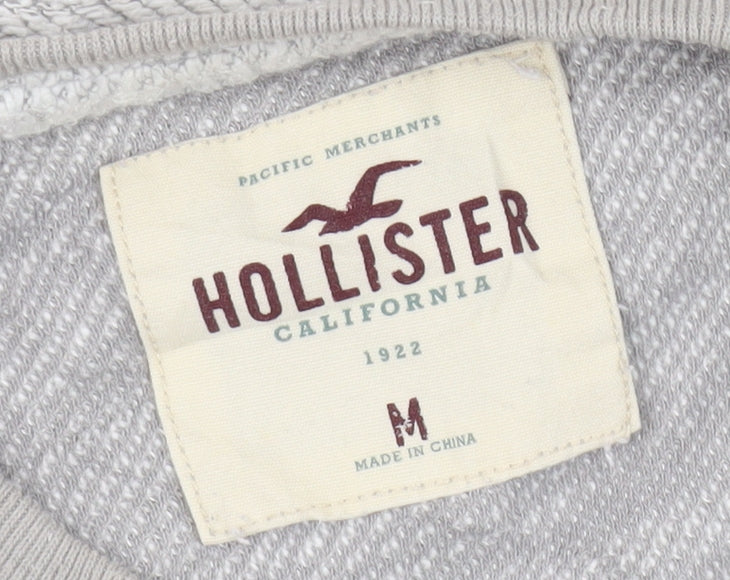 PACIFIC MERCHANTS
HOLLISTER
CALIFORNIA
1922
M
MADE IN CHINA